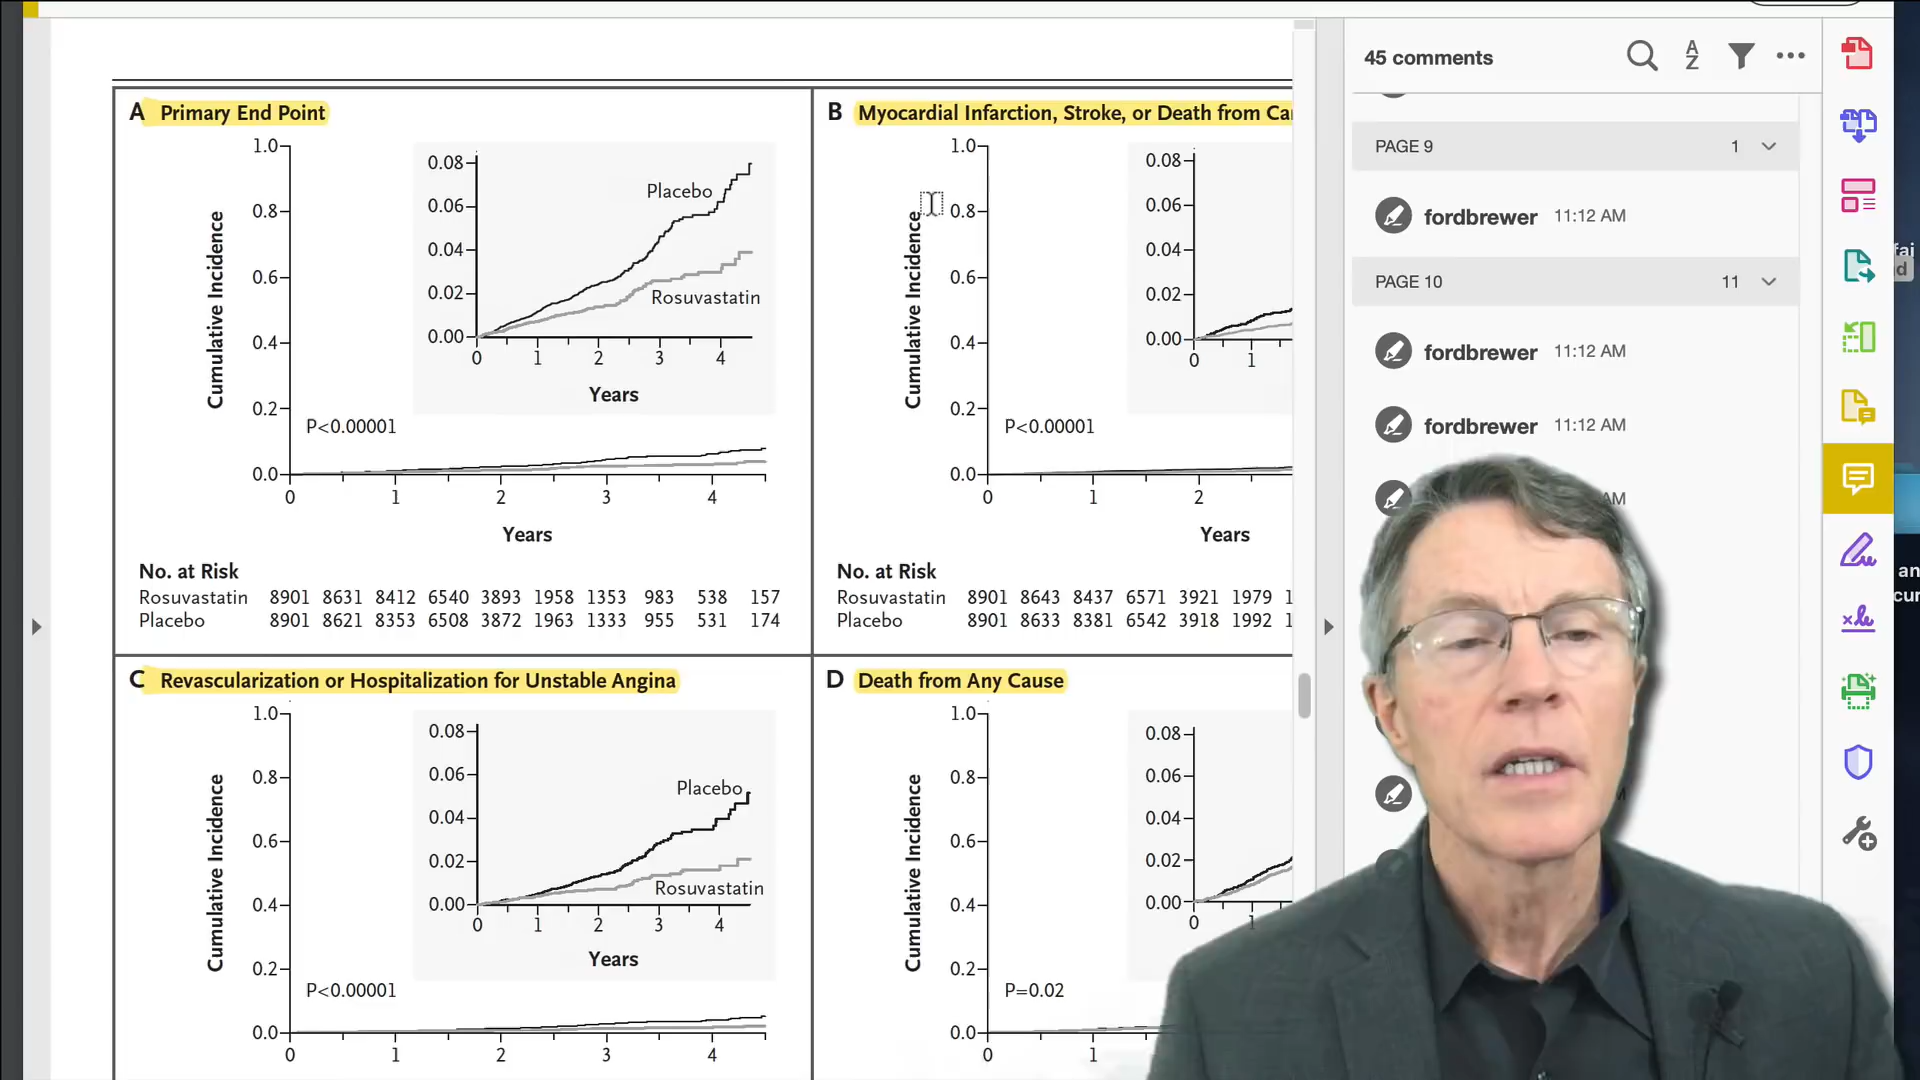 A Primary End Point
1.0
0.8
0.6
0.4
0.2
0.0
Cumulative Incidence
0.08
0.06
0.04
0.02
0.00
Placebo
Rosuvastatin
0 1 2 3 4
Years
P<0.00001
0 1 2 3 4
Years
No. at Risk
Rosuvastatin 8901 8631 8412 6540 3893 1958 1353 983 538 157
Placebo 8901 8621 8353 6508 3872 1963 1333 955 531 174
B Myocardial Infarction, Stroke, or Death from Ca
1.0
0.8
0.6
0.4
0.2
0.0
Cumulative Incidence
0.08
0.06
0.04
0.02
0.00
0 1
P<0.00001
0 1 2
Years
No. at Risk
Rosuvastatin 8901 8643 8437 6571 3921 1979 1
Placebo 8901 8633 8381 6542 3918 1992 1
C Revascularization or Hospitalization for Unstable Angina
1.0
0.8
0.6
0.4
0.2
0.0
Cumulative Incidence
0.08
0.06
0.04
0.02
0.00
Placebo
Rosuvastatin
0 1 2 3 4
Years
P<0.00001
0 1 2 3 4
D Death from Any Cause
1.0
0.8
0.6
0.4
0.2
0.0
Cumulative Incidence
0.08
0.06
0.04
0.02
0.00
0 1
P=0.02
0 1
45 comments
A
Z
PAGE 9 1
fordbrewer 11:12 AM
PAGE 10 11
fordbrewer 11:12 AM
fordbrewer 11:12 AM
AM